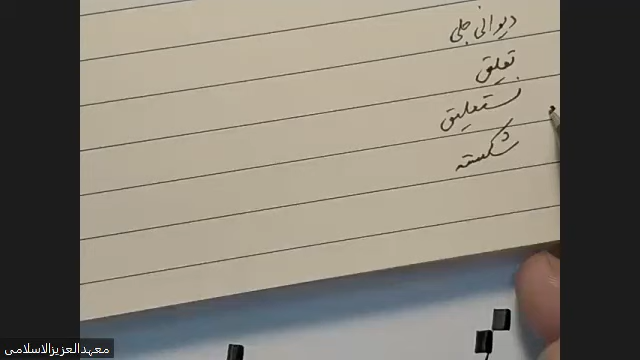 دیوانی جلی
تعلیق
نستعلیق
شکسته
معهدالعزیزالاسلامی